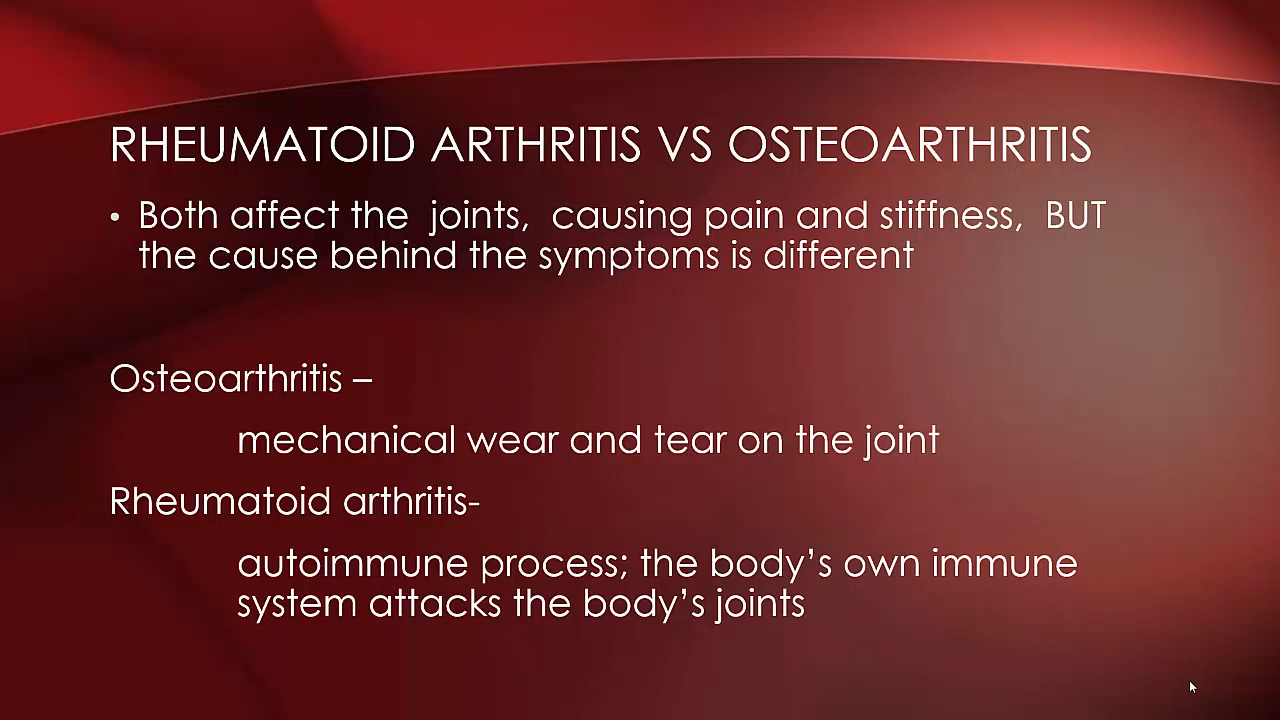 RHEUMATOID ARTHRITIS VS OSTEOARTHRITIS
• Both affect the joints, causing pain and stiffness, BUT
the cause behind the symptoms is different
Osteoarthritis –
mechanical wear and tear on the joint
Rheumatoid arthritis-
autoimmune process; the body’s own immune
system attacks the body’s joints